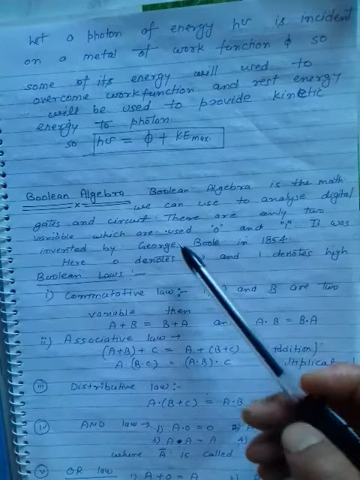 Let a photon of energy hν is incident
on a metal of work function ϕ so
some of its energy will used to
overcome workfunction and rest energy
will be used to provide kinetic
energy to photon
so hν = ϕ + KEmax
Boolean Algebra Boolean Algebra is the math
we can use to analyse digital
gates and circuit There are only two
variable which are used "0" and "1" It was
invented by George Boole in 1854.
Here 0 denotes and 1 denotes high
Boolean Laws :-
i) Commutative law:- and B are two
variable then
A + B = B + A A . B = B.A
ii) Associative law →
(A+B) + C = A + (B+C)
A.(B.C) = (A.B).C
iii) Distributive law:-
A.(B+C) = A.B
iv) AND law → 1) A.0 = 0
A.A = A
where Ā is called
v) OR law 1) A+0 = A